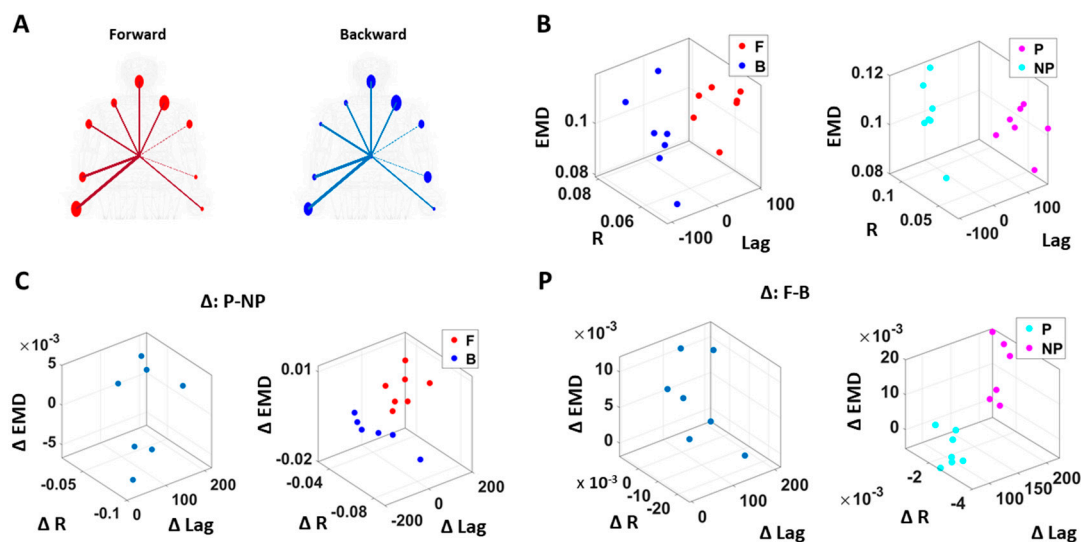 A
Forward
Backward
B
F
B
EMD
0.1
0.08
0.08
0.06
R
-100
0
100
Lag
P
NP
EMD
0.12
0.1
0.08
0.1
0.05
R
-100
0
100
Lag
C
Δ: P-NP
× 10⁻³
5
0
-5
Δ EMD
-0.05
-0.1
Δ R
0
100
200
Δ Lag
F
B
0.01
-0.02
Δ EMD
-0.04
-0.08
Δ R
-200
0
200
Δ Lag
P
Δ: F-B
× 10⁻³
10
5
0
Δ EMD
x 10⁻³ 0
-10
-20
Δ R
0
100
200
Δ Lag
P
NP
× 10⁻³
20
10
0
Δ EMD
× 10⁻³
-2
-4
Δ R
100
150
200
Δ Lag